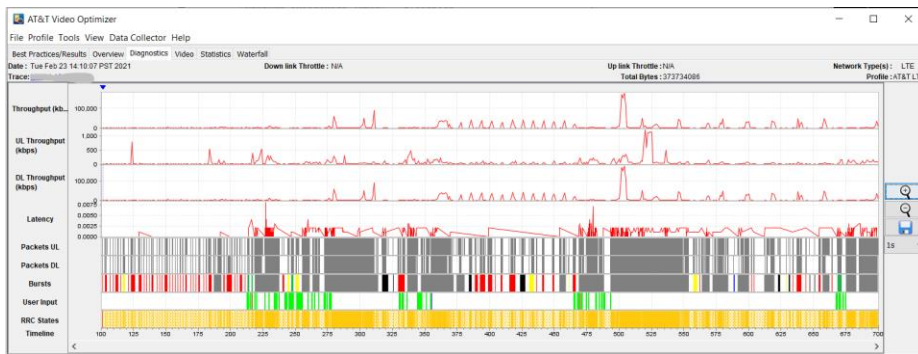 AT&T Video Optimizer
File Profile Tools View Data Collector Help
Best Practices/Results Overview Diagnostics Video Statistics Waterfall
Date : Tue Feb 23 14:10:07 PST 2021 Down link Throttle : N/A Up link Throttle : N/A Network Type(s) : LTE
Trace: Total Bytes : 373734086 Profile : AT&T LT
Throughput (kb... 100,000 0
UL Throughput (kbps) 1,000 500 0
DL Throughput (kbps) 100,000 0
Latency 0.0075 0.0050 0.0025 0.0000
Packets UL
Packets DL
Bursts
User Input
RRC States
Timeline 100 125 150 175 200 225 250 275 300 325 350 375 400 425 450 475 500 525 550 575 600 625 650 675 700
1s